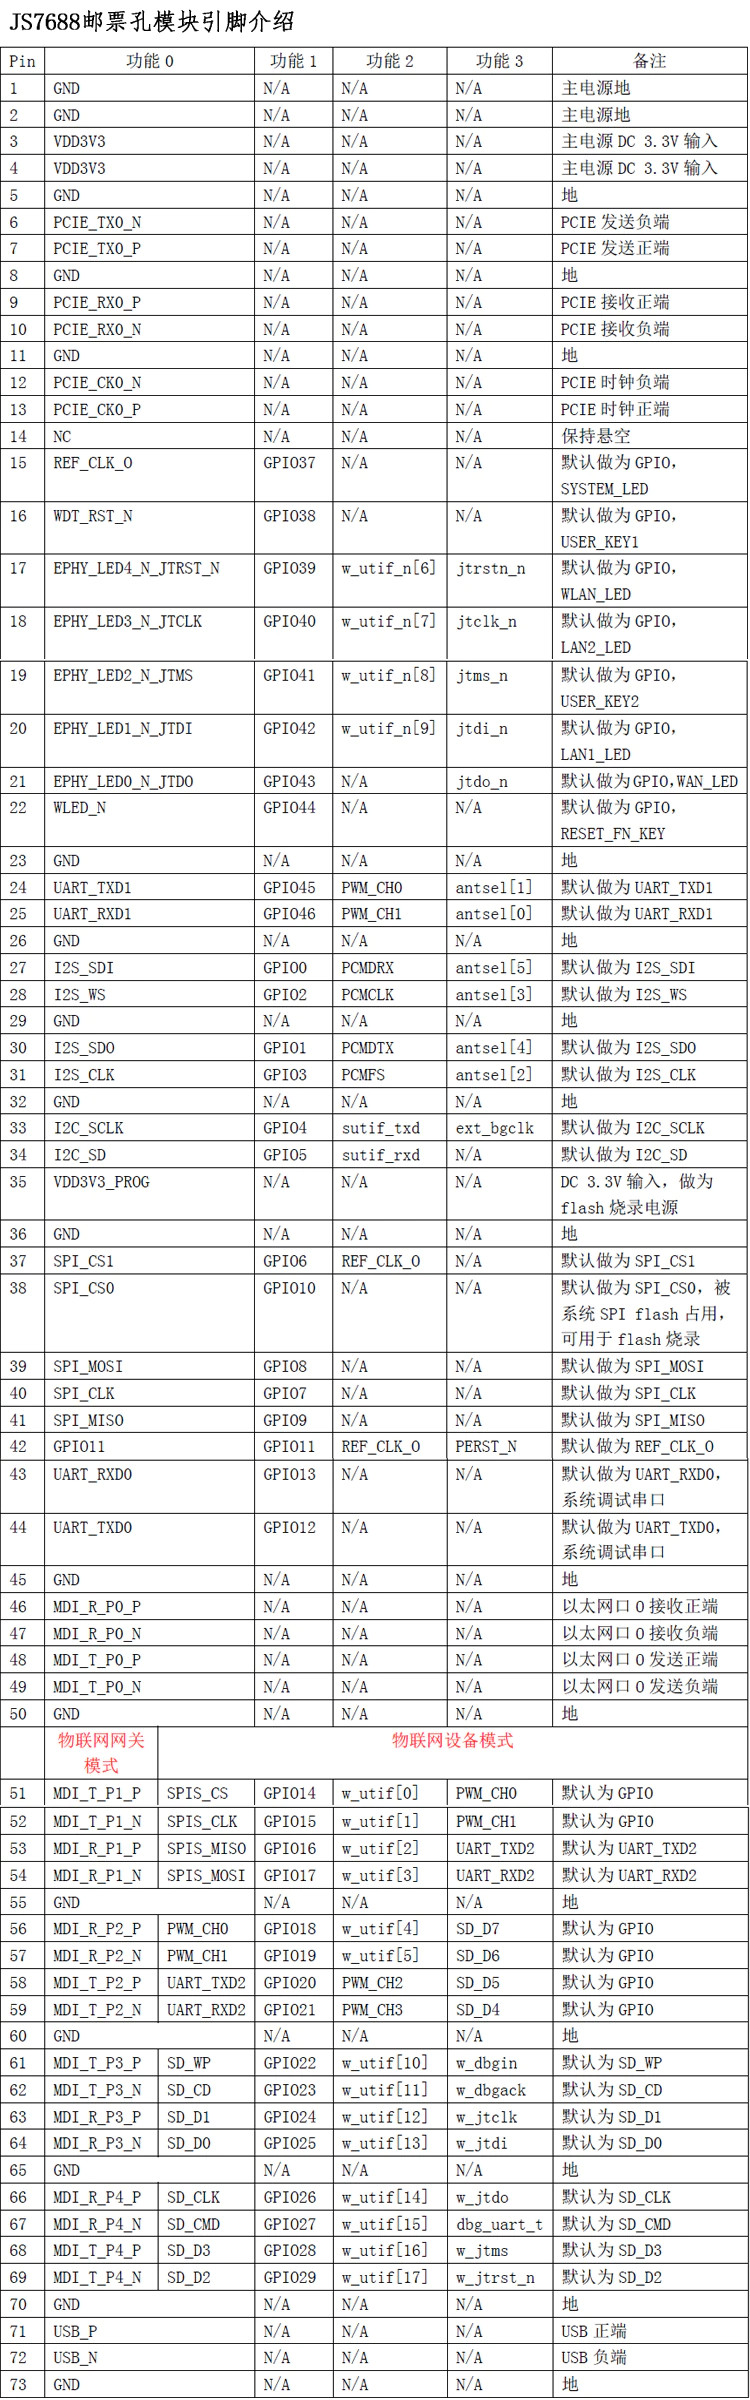 JS7688邮票孔模块引脚介绍
Pin 功能 0 功能 1 功能 2 功能 3 备注
1 GND N/A N/A N/A 主电源地
2 GND N/A N/A N/A 主电源地
3 VDD3V3 N/A N/A N/A 主电源 DC 3.3V 输入
4 VDD3V3 N/A N/A N/A 主电源 DC 3.3V 输入
5 GND N/A N/A N/A 地
6 PCIE_TX0_N N/A N/A N/A PCIE 发送负端
7 PCIE_TX0_P N/A N/A N/A PCIE 发送正端
8 GND N/A N/A N/A 地
9 PCIE_RX0_P N/A N/A N/A PCIE 接收正端
10 PCIE_RX0_N N/A N/A N/A PCIE 接收负端
11 GND N/A N/A N/A 地
12 PCIE_CK0_N N/A N/A N/A PCIE 时钟负端
13 PCIE_CK0_P N/A N/A N/A PCIE 时钟正端
14 NC N/A N/A N/A 保持悬空
15 REF_CLK_O GPIO37 N/A N/A 默认做为 GPIO，
SYSTEM_LED
16 WDT_RST_N GPIO38 N/A N/A 默认做为 GPIO，
USER_KEY1
17 EPHY_LED4_N_JTRST_N GPIO39 w_utif_n[6] jtrstn_n 默认做为 GPIO，
WLAN_LED
18 EPHY_LED3_N_JTCLK GPIO40 w_utif_n[7] jtclk_n 默认做为 GPIO，
LAN2_LED
19 EPHY_LED2_N_JTMS GPIO41 w_utif_n[8] jtms_n 默认做为 GPIO，
USER_KEY2
20 EPHY_LED1_N_JTDI GPIO42 w_utif_n[9] jtdi_n 默认做为 GPIO，
LAN1_LED
21 EPHY_LED0_N_JTDO GPIO43 N/A jtdo_n 默认做为 GPIO，WAN_LED
22 WLED_N GPIO44 N/A N/A 默认做为 GPIO，
RESET_FN_KEY
23 GND N/A N/A N/A 地
24 UART_TXD1 GPIO45 PWM_CH0 antsel[1] 默认做为 UART_TXD1
25 UART_RXD1 GPIO46 PWM_CH1 antsel[0] 默认做为 UART_RXD1
26 GND N/A N/A N/A 地
27 I2S_SDI GPIO0 PCMDRX antsel[5] 默认做为 I2S_SDI
28 I2S_WS GPIO2 PCMCLK antsel[3] 默认做为 I2S_WS
29 GND N/A N/A N/A 地
30 I2S_SDO GPIO1 PCMDTX antsel[4] 默认做为 I2S_SDO
31 I2S_CLK GPIO3 PCMFS antsel[2] 默认做为 I2S_CLK
32 GND N/A N/A N/A 地
33 I2C_SCLK GPIO4 sutif_txd ext_bgclk 默认做为 I2C_SCLK
34 I2C_SD GPIO5 sutif_rxd N/A 默认做为 I2C_SD
35 VDD3V3_PROG N/A N/A N/A DC 3.3V 输入，做为
flash 烧录电源
36 GND N/A N/A N/A 地
37 SPI_CS1 GPIO6 REF_CLK_O N/A 默认做为 SPI_CS1
38 SPI_CS0 GPIO10 N/A N/A 默认做为 SPI_CS0，被
系统 SPI flash 占用，
可用于 flash 烧录
39 SPI_MOSI GPIO8 N/A N/A 默认做为 SPI_MOSI
40 SPI_CLK GPIO7 N/A N/A 默认做为 SPI_CLK
41 SPI_MISO GPIO9 N/A N/A 默认做为 SPI_MISO
42 GPIO11 GPIO11 REF_CLK_O PERST_N 默认做为 REF_CLK_O
43 UART_RXD0 GPIO13 N/A N/A 默认做为 UART_RXD0，
系统调试串口
44 UART_TXD0 GPIO12 N/A N/A 默认做为 UART_TXD0，
系统调试串口
45 GND N/A N/A N/A 地
46 MDI_R_P0_P N/A N/A N/A 以太网口 0 接收正端
47 MDI_R_P0_N N/A N/A N/A 以太网口 0 接收负端
48 MDI_T_P0_P N/A N/A N/A 以太网口 0 发送正端
49 MDI_T_P0_N N/A N/A N/A 以太网口 0 发送负端
50 GND N/A N/A N/A 地
物联网网关 物联网设备模式
模式
51 MDI_T_P1_P SPIS_CS GPIO14 w_utif[0] PWM_CH0 默认为 GPIO
52 MDI_T_P1_N SPIS_CLK GPIO15 w_utif[1] PWM_CH1 默认为 GPIO
53 MDI_R_P1_P SPIS_MISO GPIO16 w_utif[2] UART_TXD2 默认为 UART_TXD2
54 MDI_R_P1_N SPIS_MOSI GPIO17 w_utif[3] UART_RXD2 默认为 UART_RXD2
55 GND N/A N/A N/A 地
56 MDI_R_P2_P PWM_CH0 GPIO18 w_utif[4] SD_D7 默认为 GPIO
57 MDI_R_P2_N PWM_CH1 GPIO19 w_utif[5] SD_D6 默认为 GPIO
58 MDI_T_P2_P UART_TXD2 GPIO20 PWM_CH2 SD_D5 默认为 GPIO
59 MDI_T_P2_N UART_RXD2 GPIO21 PWM_CH3 SD_D4 默认为 GPIO
60 GND N/A N/A N/A 地
61 MDI_T_P3_P SD_WP GPIO22 w_utif[10] w_dbgin 默认为 SD_WP
62 MDI_T_P3_N SD_CD GPIO23 w_utif[11] w_dbgack 默认为 SD_CD
63 MDI_R_P3_P SD_D1 GPIO24 w_utif[12] w_jtclk 默认为 SD_D1
64 MDI_R_P3_N SD_D0 GPIO25 w_utif[13] w_jtdi 默认为 SD_D0
65 GND N/A N/A N/A 地
66 MDI_R_P4_P SD_CLK GPIO26 w_utif[14] w_jtdo 默认为 SD_CLK
67 MDI_R_P4_N SD_CMD GPIO27 w_utif[15] dbg_uart_t 默认为 SD_CMD
68 MDI_T_P4_P SD_D3 GPIO28 w_utif[16] w_jtms 默认为 SD_D3
69 MDI_T_P4_N SD_D2 GPIO29 w_utif[17] w_jtrst_n 默认为 SD_D2
70 GND N/A N/A N/A 地
71 USB_P N/A N/A N/A USB 正端
72 USB_N N/A N/A N/A USB 负端
73 GND N/A N/A N/A 地